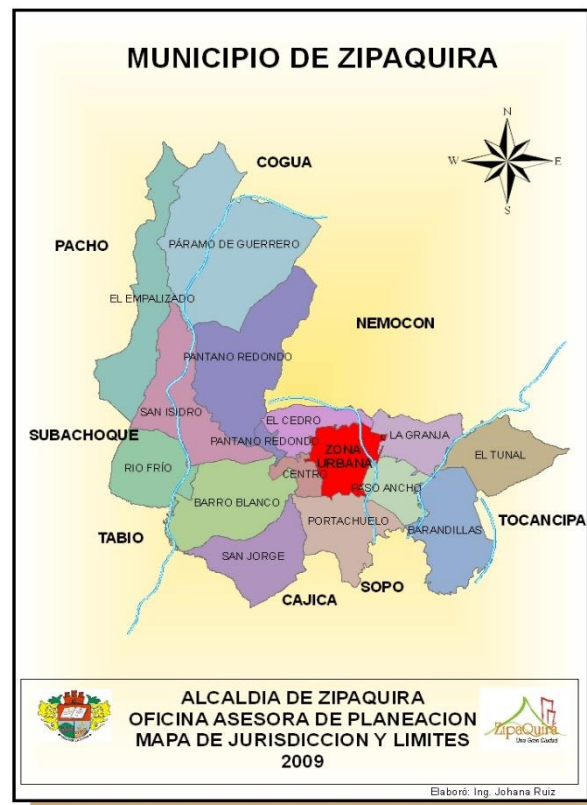 MUNICIPIO DE ZIPAQUIRA
N
W
E
S
COGUA
PACHO
PÁRAMO DE GUERRERO
EL EMPALIZADO
NEMOCON
PANTANO REDONDO
SAN ISIDRO
EL CEDRO
SUBACHOQUE
PANTANO REDONDO
ZONA
URBANA
LA GRANJA
RIO FRÍO
CENTRO
EL TUNAL
BARRO BLANCO
PASO ANCHO
PORTACHUELO
BARANDILLAS
TOCANCIPA
TABIO
SAN JORGE
SOPO
CAJICA
ALCALDIA DE ZIPAQUIRA
OFICINA ASESORA DE PLANEACION
MAPA DE JURISDICCION Y LIMITES
2009
ZipaQuirá
Una Gran Ciudad
Elaboró: Ing. Johana Ruiz